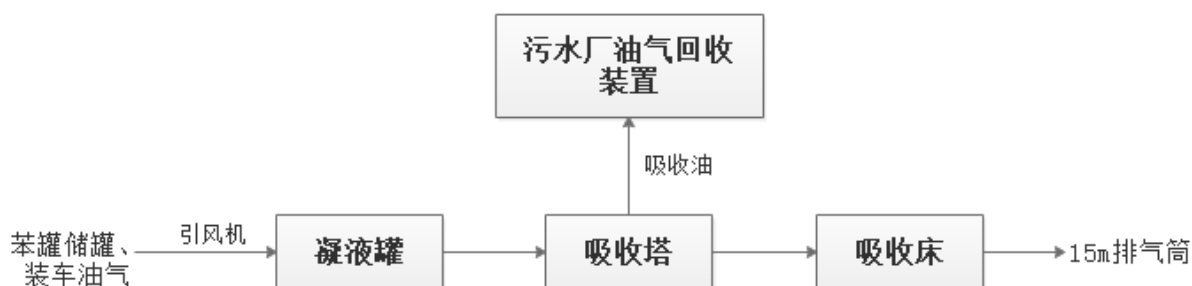 污水厂油气回收
装置
吸收油
苯罐储罐、
装车油气
引风机
凝液罐
吸收塔
吸收床
15m排气筒